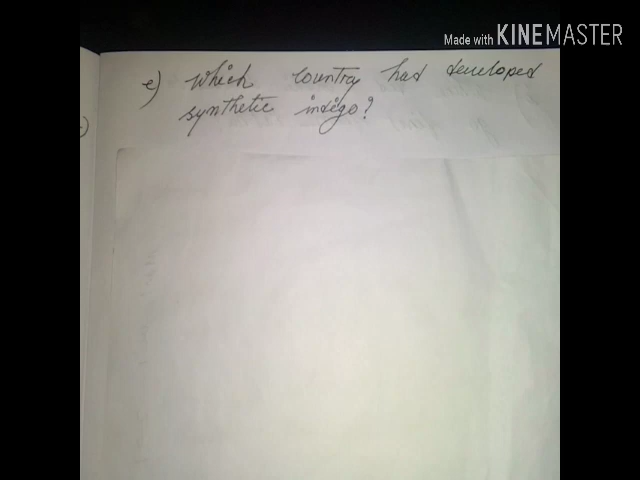 Made with KINEMASTER
e) Which country had developed
synthetic indigo?